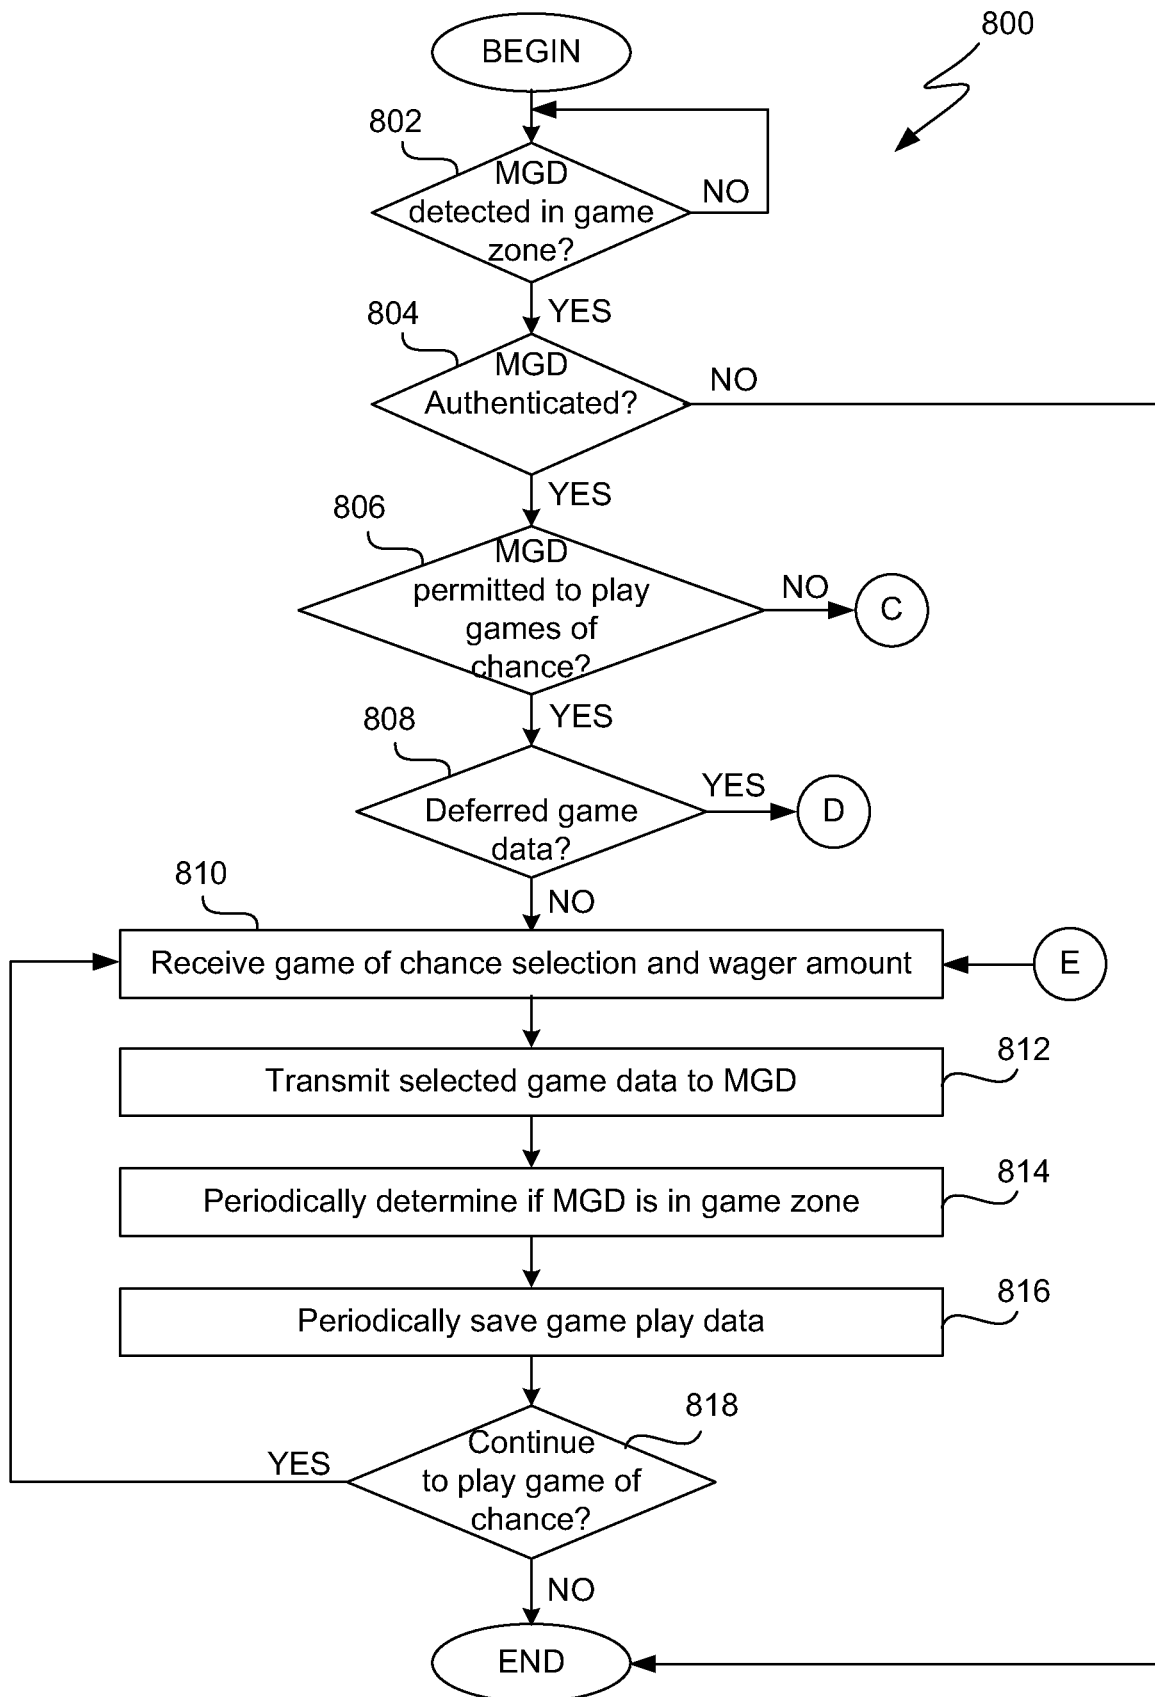 BEGIN
800
802
MGD
detected in game
zone?
NO
YES
804
MGD
Authenticated?
NO
YES
806
MGD
permitted to play
games of
chance?
NO
C
YES
808
Deferred game
data?
YES
D
NO
810
Receive game of chance selection and wager amount
E
Transmit selected game data to MGD
812
Periodically determine if MGD is in game zone
814
Periodically save game play data
816
818
Continue
to play game of
chance?
YES
NO
END